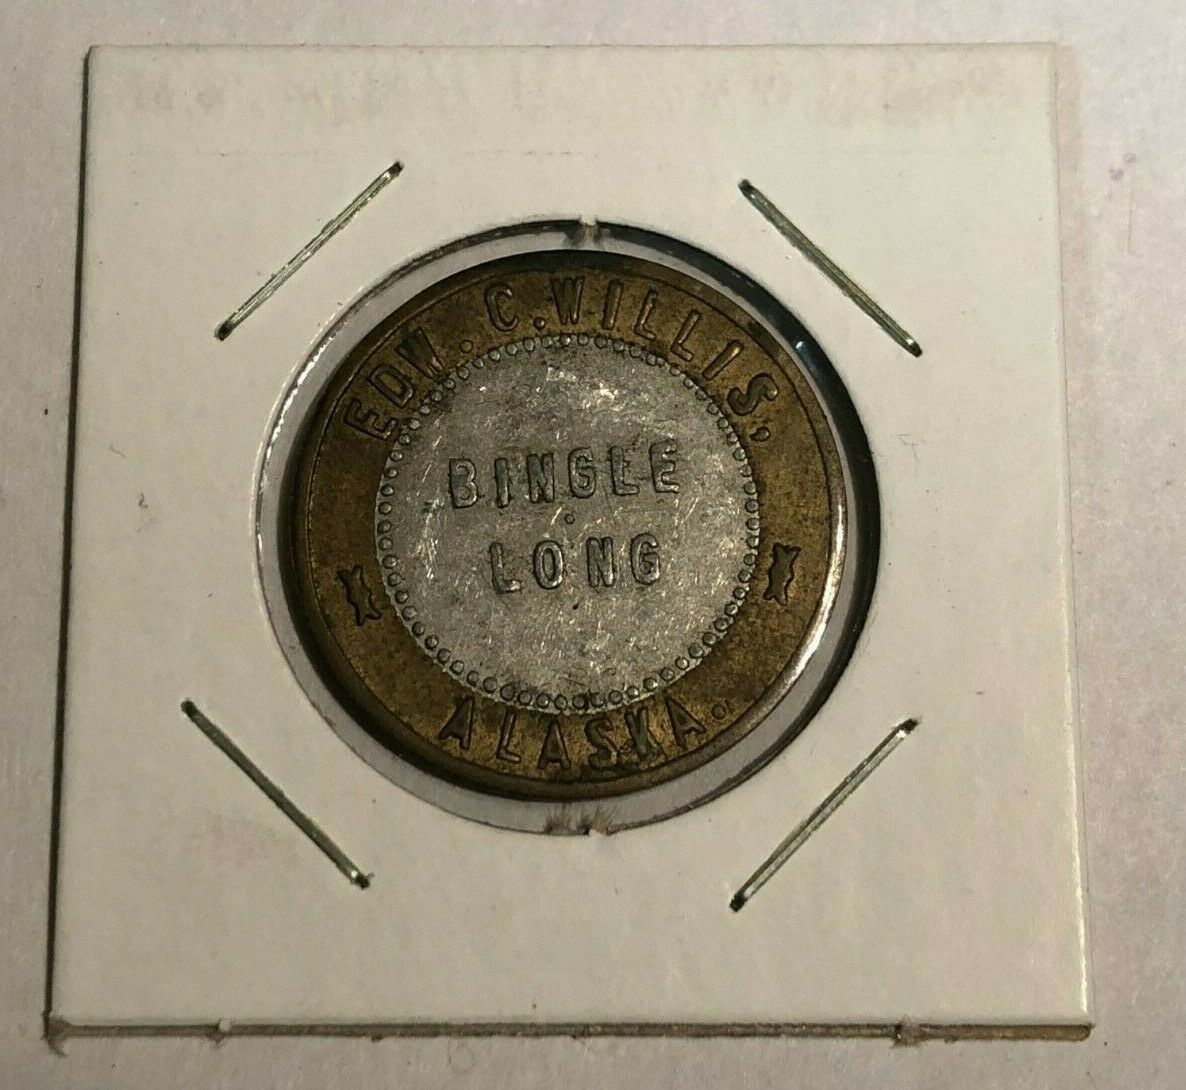 EDW. C. WILLIS,
BINGLE
LONG
ALASKA.